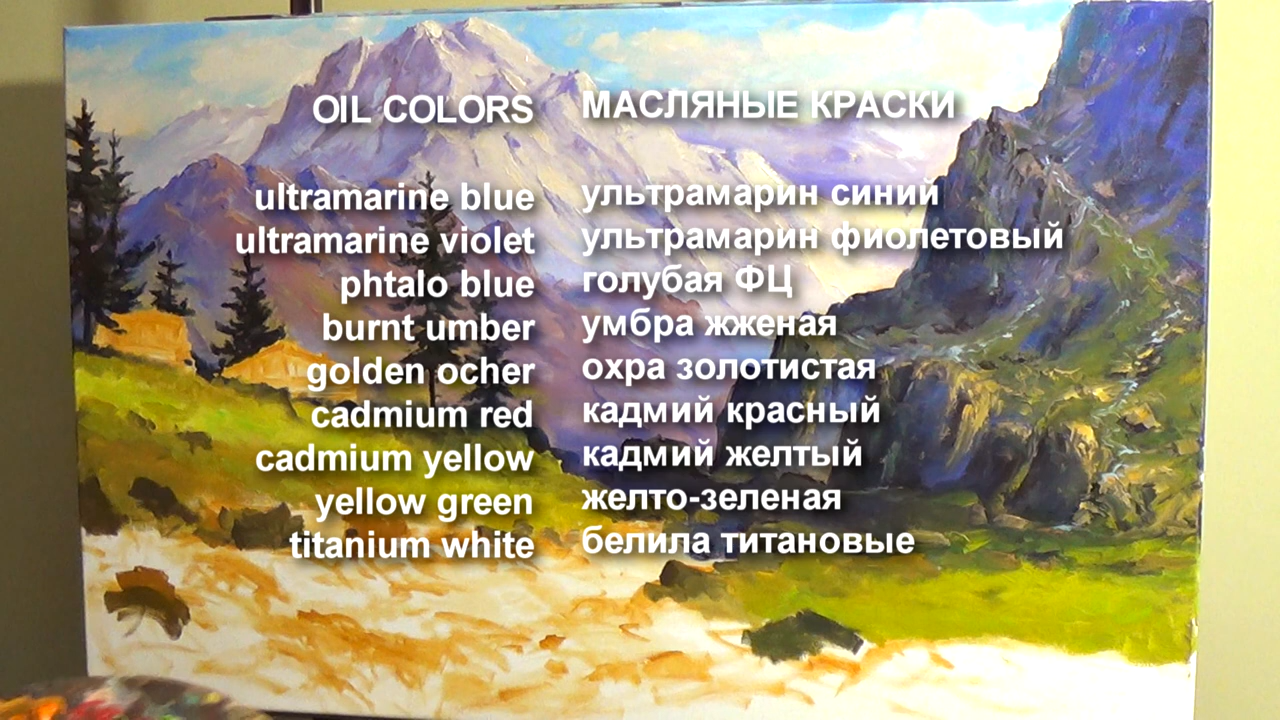 OIL COLORS
ultramarine blue
ultramarine violet
phtalo blue
burnt umber
golden ocher
cadmium red
cadmium yellow
yellow green
titanium white
МАСЛЯНЫЕ КРАСКИ
ультрамарин синий
ультрамарин фиолетовый
голубая ФЦ
умбра жженая
охра золотистая
кадмий красный
кадмий желтый
желто-зеленая
белила титановые